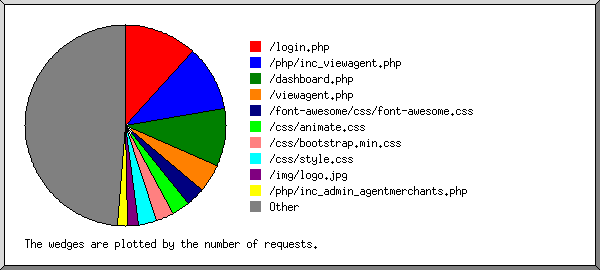 /login.php
/php/inc_viewagent.php
/dashboard.php
/viewagent.php
/font-awesome/css/font-awesome.css
/css/animate.css
/css/bootstrap.min.css
/css/style.css
/img/logo.jpg
/php/inc_admin_agentmerchants.php
Other
The wedges are plotted by the number of requests.